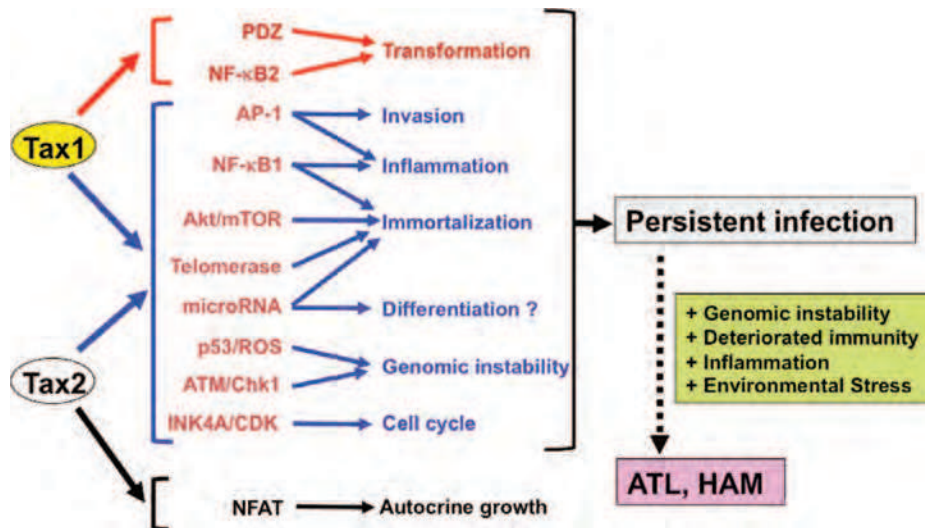 PDZ
Transformation
NF-κB2
AP-1
Invasion
Tax1
NF-κB1
Inflammation
Akt/mTOR
Immortalization
Persistent infection
Telomerase
microRNA
Differentiation ?
+ Genomic instability
+ Deteriorated immunity
+ Inflammation
+ Environmental Stress
p53/ROS
Genomic instability
Tax2
ATM/Chk1
INK4A/CDK
Cell cycle
ATL, HAM
NFAT
Autocrine growth